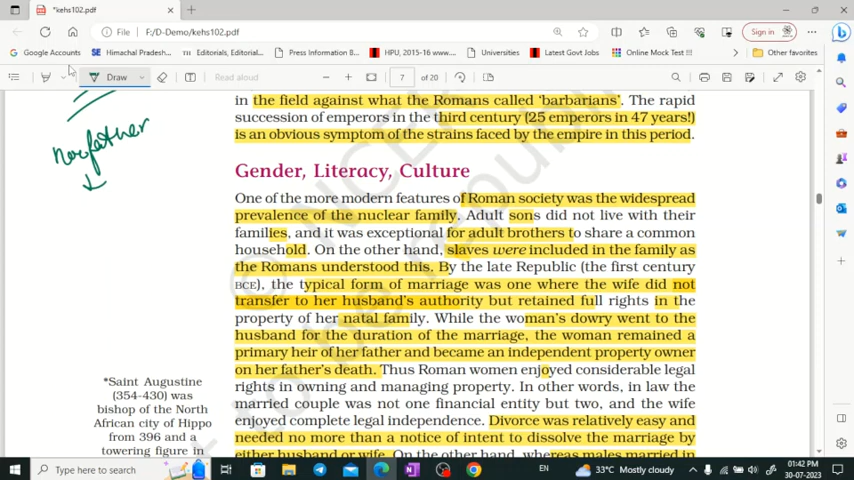 *kehs102.pdf
File
F:/D-Demo/kehs102.pdf
Sign in
Google Accounts
Himachal Pradesh...
Editorials, Editorial...
Press Information B...
HPU, 2015-16 www...
Universities
Latest Govt Jobs
Online Mock Test !!!
Other favorites
Draw
Read aloud
7 of 20
father
in the field against what the Romans called 'barbarians'. The rapid
succession of emperors in the third century (25 emperors in 47 years!)
is an obvious symptom of the strains faced by the empire in this period.
Gender, Literacy, Culture
One of the more modern features of Roman society was the widespread
prevalence of the nuclear family. Adult sons did not live with their
families, and it was exceptional for adult brothers to share a common
household. On the other hand, slaves were included in the family as
the Romans understood this. By the late Republic (the first century
BCE), the typical form of marriage was one where the wife did not
transfer to her husband's authority but retained full rights in the
property of her natal family. While the woman's dowry went to the
husband for the duration of the marriage, the woman remained a
primary heir of her father and became an independent property owner
on her father's death. Thus Roman women enjoyed considerable legal
rights in owning and managing property. In other words, in law the
married couple was not one financial entity but two, and the wife
enjoyed complete legal independence. Divorce was relatively easy and
needed no more than a notice of intent to dissolve the marriage by
either husband or wife. On the other hand, whereas males married in
*Saint Augustine
(354-430) was
bishop of the North
African city of Hippo
from 396 and a
towering figure in
Type here to search
33°C Mostly cloudy
EN
01:42 PM
30-07-2023